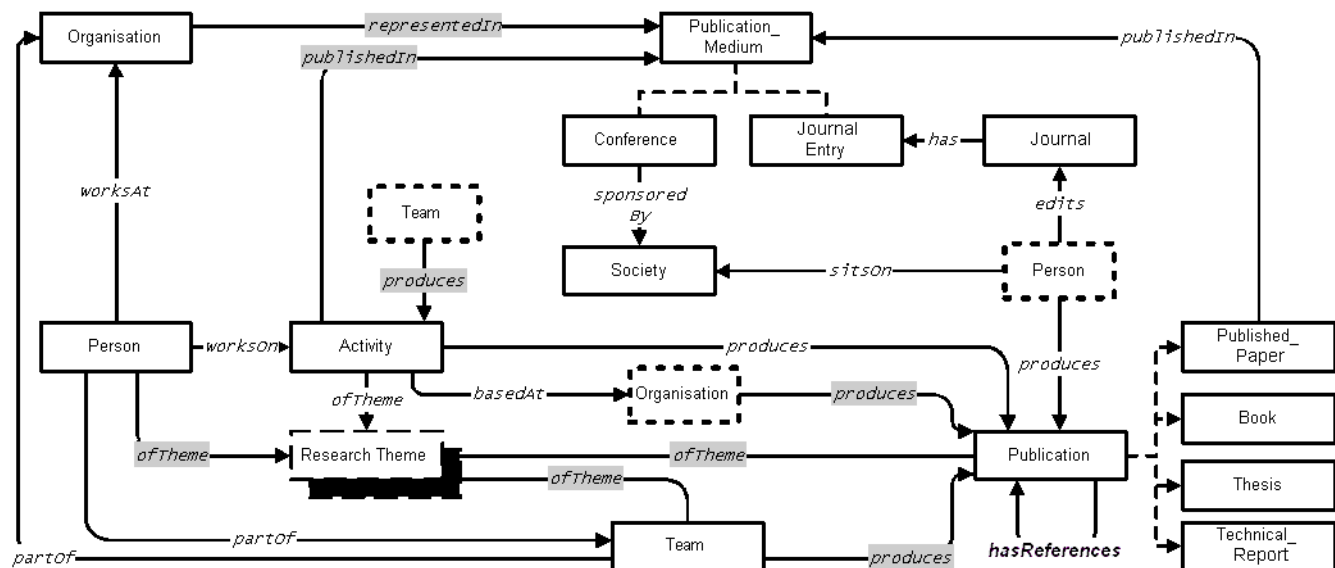 representedIn
Organisation
Publication_
Medium
publishedIn
publishedIn
Conference
Journal
Entry
has
Journal
worksAt
sponsored
By
edits
Team
Society
sitsOn
Person
produces
Person
worksOn
Activity
produces
produces
Published_
Paper
ofTheme
basedAt
Organisation
produces
Book
ofTheme
Research Theme
ofTheme
Publication
ofTheme
Thesis
partOf
Team
partOf
produces
hasReferences
Technical_
Report